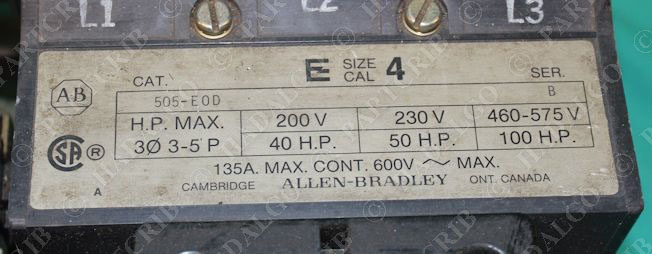 L1 L2 L3
E SIZE CAL 4
AB CAT. SER.
505-EOD B
H.P. MAX. 200 V 230 V 460-575 V
3Ø 3-5 P 40 H.P. 50 H.P. 100 H.P.
SA ®
135A. MAX. CONT. 600V ~ MAX.
A CAMBRIDGE ALLEN-BRADLEY ONT. CANADA